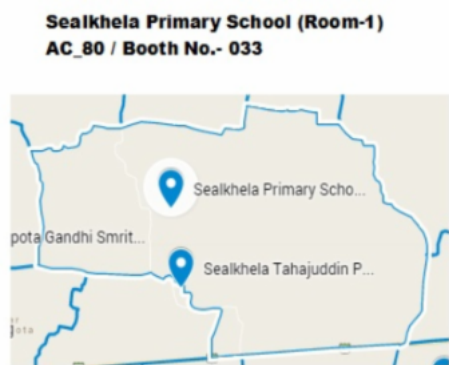 Sealkhela Primary School (Room-1)
AC_80 / Booth No.- 033
Sealkhela Primary Scho...
pota Gandhi Smrit...
Sealkhela Tahajuddin P...